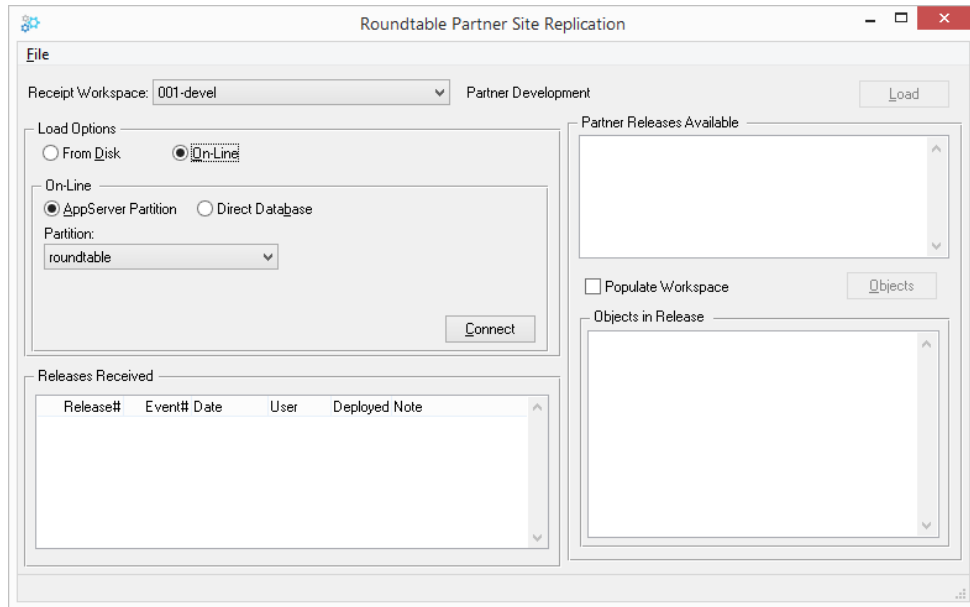 Roundtable Partner Site Replication
File
Receipt Workspace: 001-devel Partner Development Load
Load Options
From Disk On-Line
On-Line
AppServer Partition Direct Database
Partition:
roundtable
Connect
Releases Received
Release# Event# Date User Deployed Note
Partner Releases Available
Populate Workspace Objects
Objects in Release